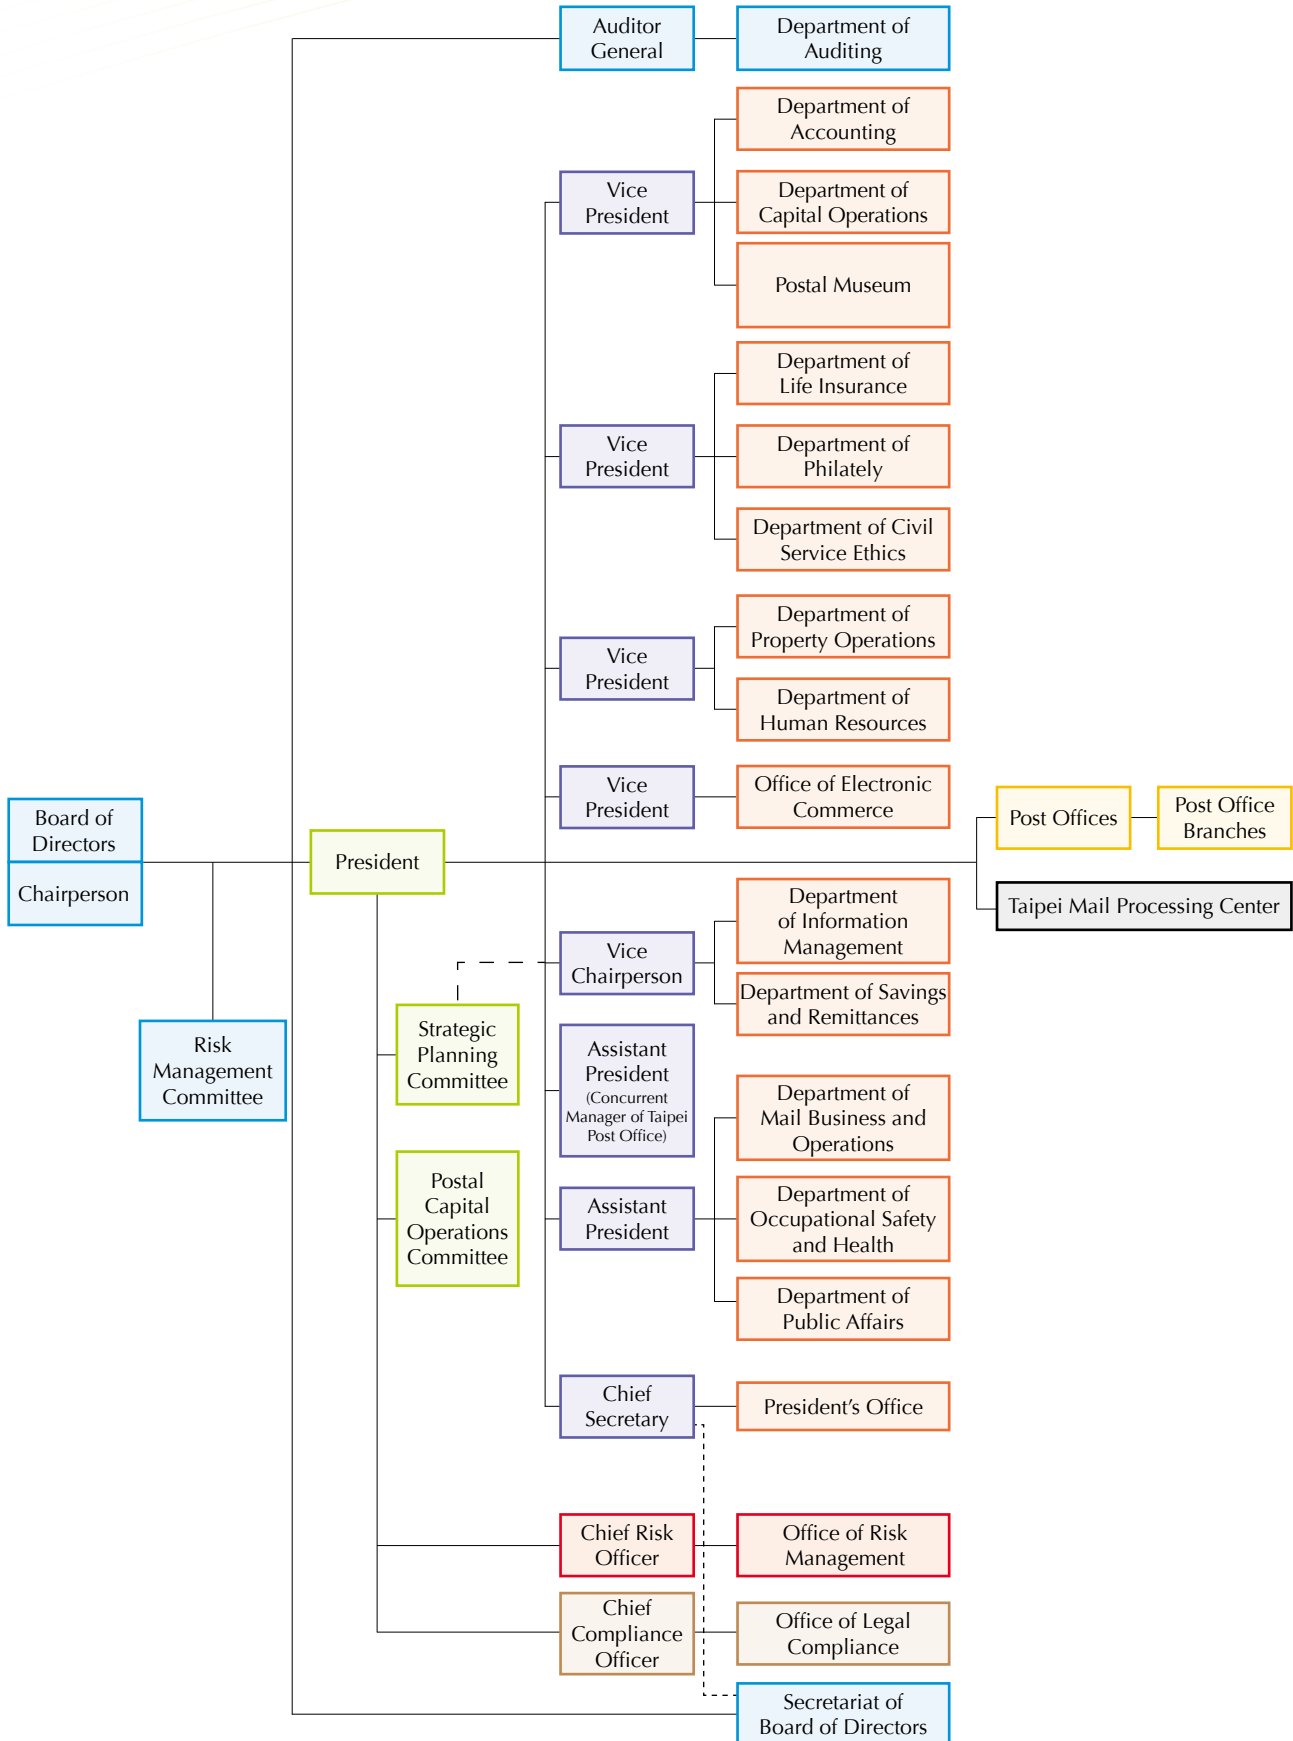 Auditor
General
Department of
Auditing
Department of
Accounting
Vice
President
Department of
Capital Operations
Postal Museum
Department of
Life Insurance
Vice
President
Department of
Philately
Department of Civil
Service Ethics
Department of
Property Operations
Vice
President
Department of
Human Resources
Vice
President
Office of Electronic
Commerce
Board of
Directors
Chairperson
President
Post Offices
Post Office
Branches
Taipei Mail Processing Center
Department
of Information
Management
Vice
Chairperson
Department of Savings
and Remittances
Risk
Management
Committee
Strategic
Planning
Committee
Assistant
President
(Concurrent
Manager of Taipei
Post Office)
Department of
Mail Business and
Operations
Postal
Capital
Operations
Committee
Assistant
President
Department of
Occupational Safety
and Health
Department of
Public Affairs
Chief
Secretary
President’s Office
Chief Risk
Officer
Office of Risk
Management
Chief
Compliance
Officer
Office of Legal
Compliance
Secretariat of
Board of Directors